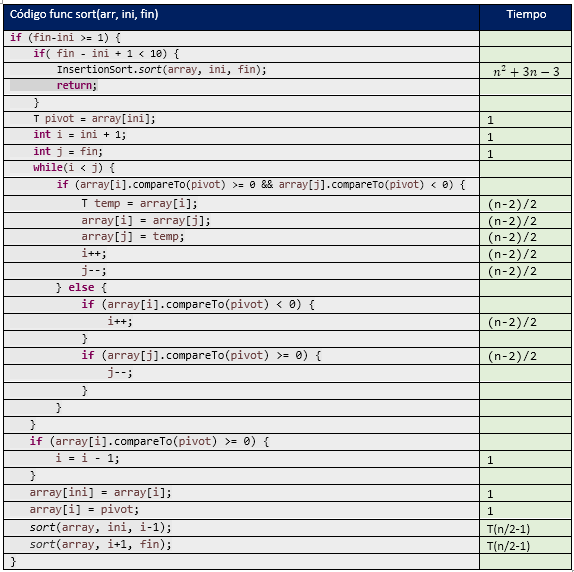 Código func sort(arr, ini, fin) Tiempo
if (fin-ini >= 1) {
if( fin - ini + 1 < 10) {
InsertionSort.sort(array, ini, fin); n² + 3n − 3
return;
}
T pivot = array[ini]; 1
int i = ini + 1; 1
int j = fin; 1
while(i < j) {
if (array[i].compareTo(pivot) >= 0 && array[j].compareTo(pivot) < 0) {
T temp = array[i]; (n-2)/2
array[i] = array[j]; (n-2)/2
array[j] = temp; (n-2)/2
i++; (n-2)/2
j--; (n-2)/2
} else {
if (array[i].compareTo(pivot) < 0) {
i++; (n-2)/2
}
if (array[j].compareTo(pivot) >= 0) { (n-2)/2
j--;
}
}
}
if (array[i].compareTo(pivot) >= 0) {
i = i - 1; 1
}
array[ini] = array[i]; 1
array[i] = pivot; 1
sort(array, ini, i-1); T(n/2-1)
sort(array, i+1, fin); T(n/2-1)
}